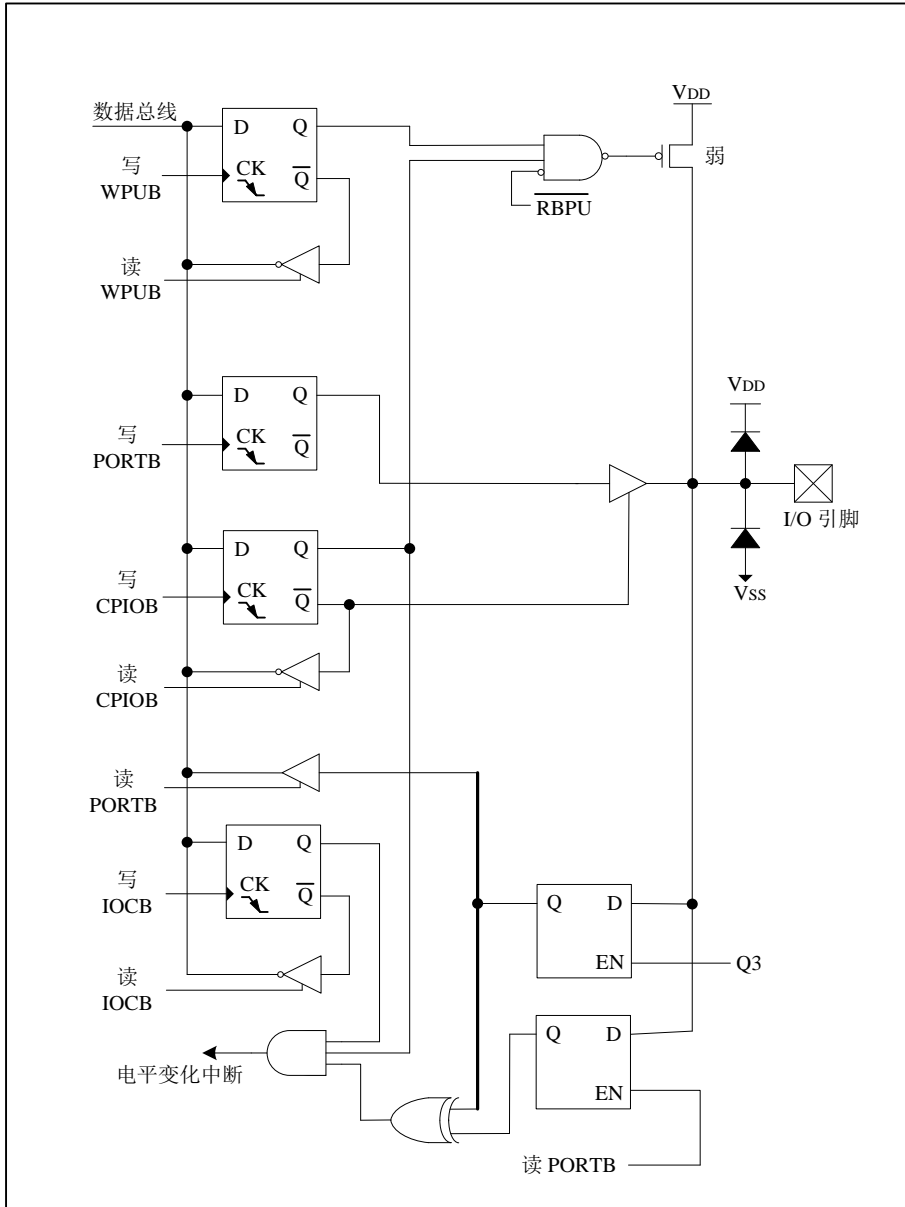 数据总线
D Q
CK
Q
写
WPUB
读
WPUB
VDD
弱
RBPU
D Q
CK
Q
写
PORTB
VDD
I/O 引脚
VSS
D Q
CK
Q
写
CPIOB
读
CPIOB
读
PORTB
D Q
CK
Q
写
IOCB
读
IOCB
Q D
EN
Q3
Q D
EN
电平变化中断
读 PORTB